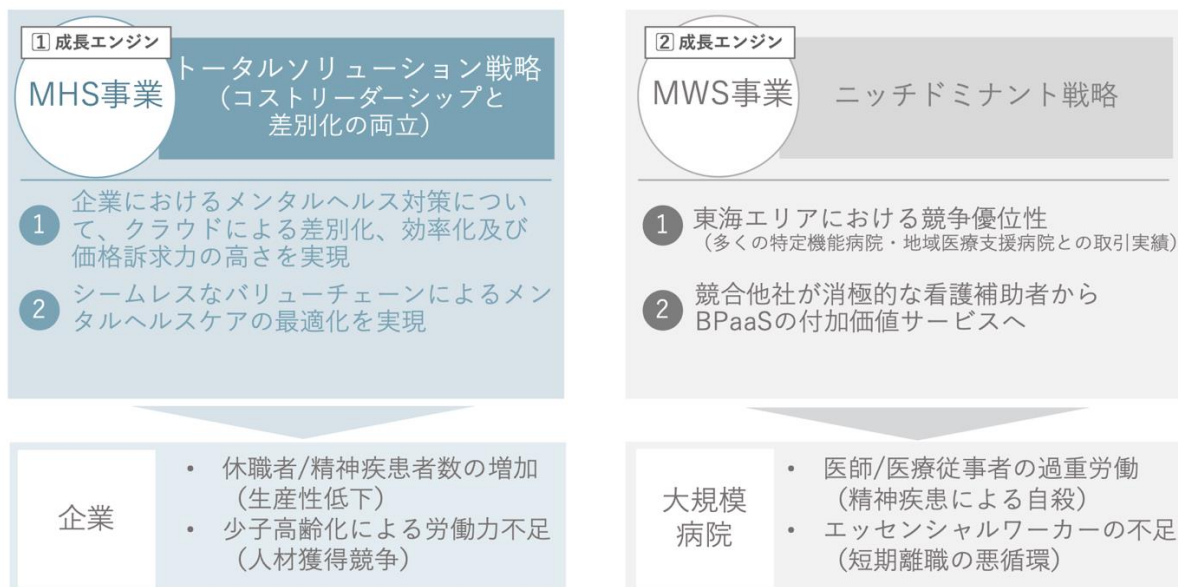 1 成長エンジン
MHS事業
トータルソリューション戦略
(コストリーダーシップと
差別化の両立)
1
企業におけるメンタルヘルス対策につい
て、クラウドによる差別化、効率化及び
価格訴求力の高さを実現
2
シームレスなバリューチェーンによるメン
タルヘルスケアの最適化を実現
企業
• 休職者/精神疾患者数の増加
(生産性低下)
• 少子高齢化による労働力不足
(人材獲得競争)
2 成長エンジン
MWS事業
ニッチドミナント戦略
1
東海エリアにおける競争優位性
(多くの特定機能病院・地域医療支援病院との取引実績)
2
競合他社が消極的な看護補助者から
BPaaSの付加価値サービスへ
大規模
病院
• 医師/医療従事者の過重労働
(精神疾患による自殺)
• エッセンシャルワーカーの不足
(短期離職の悪循環)